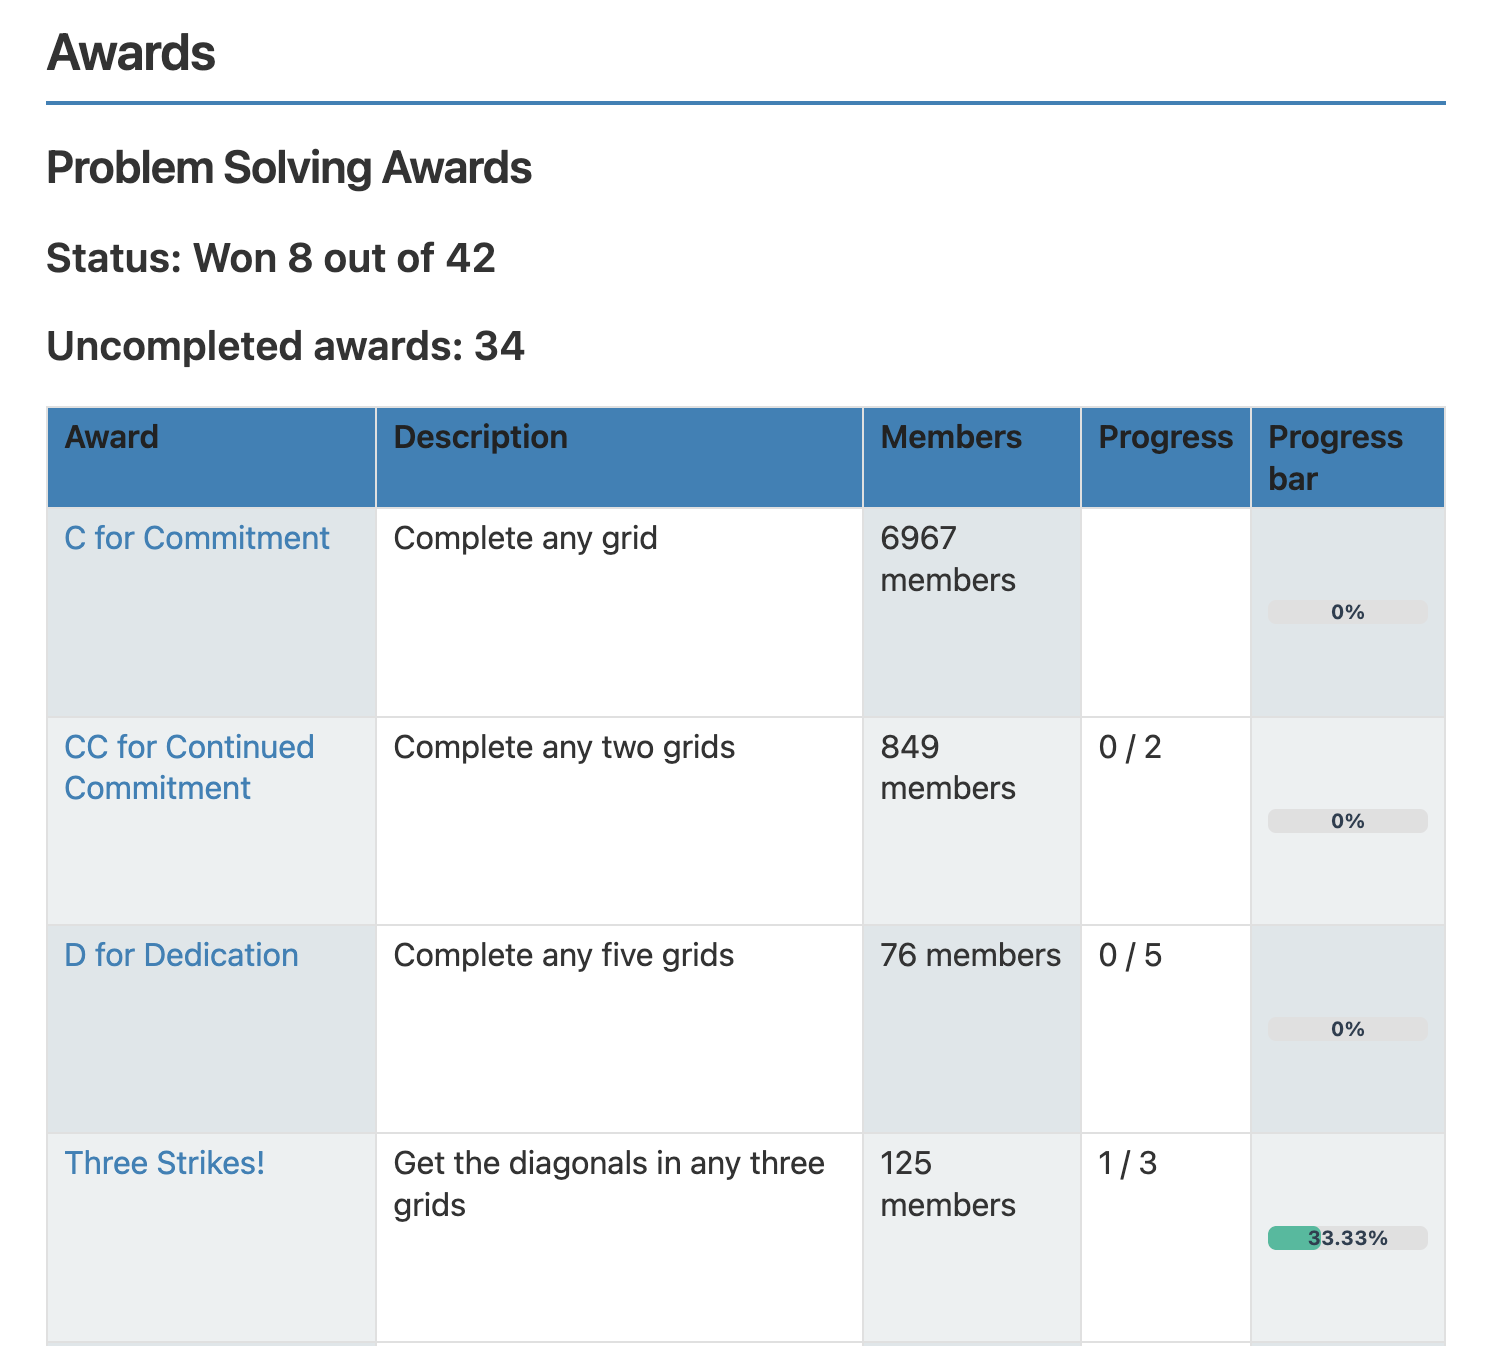 Awards
Problem Solving Awards
Status: Won 8 out of 42
Uncompleted awards: 34
Award Description Members Progress Progress
bar
C for Commitment Complete any grid 6967
members
0%
CC for Continued Complete any two grids 849 0 / 2
Commitment members
0%
D for Dedication Complete any five grids 76 members 0 / 5
0%
Three Strikes! Get the diagonals in any three 125 1 / 3
grids members
33.33%